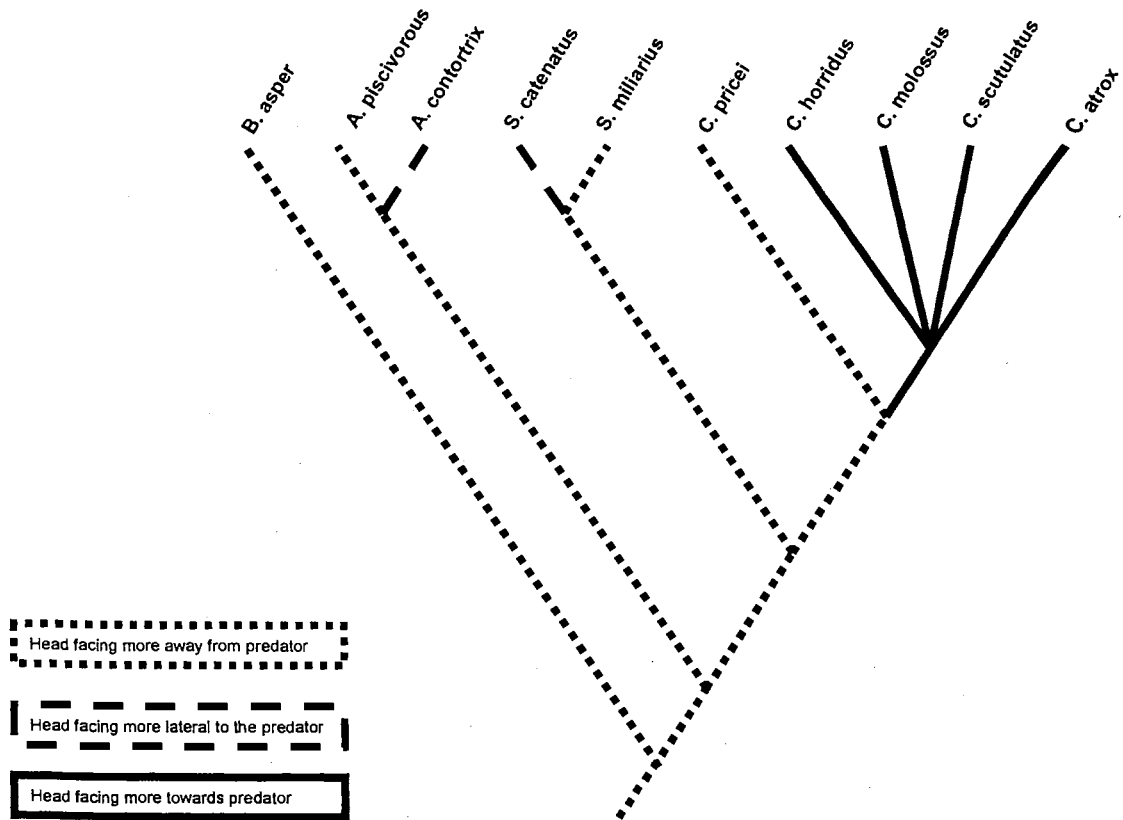 B. asper
A. piscivorous
A. contortrix
S. catenatus
S. miliarius
C. pricei
C. horridus
C. molossus
C. scutulatus
C. atrox
Head facing more away from predator
Head facing more lateral to the predator
Head facing more towards predator